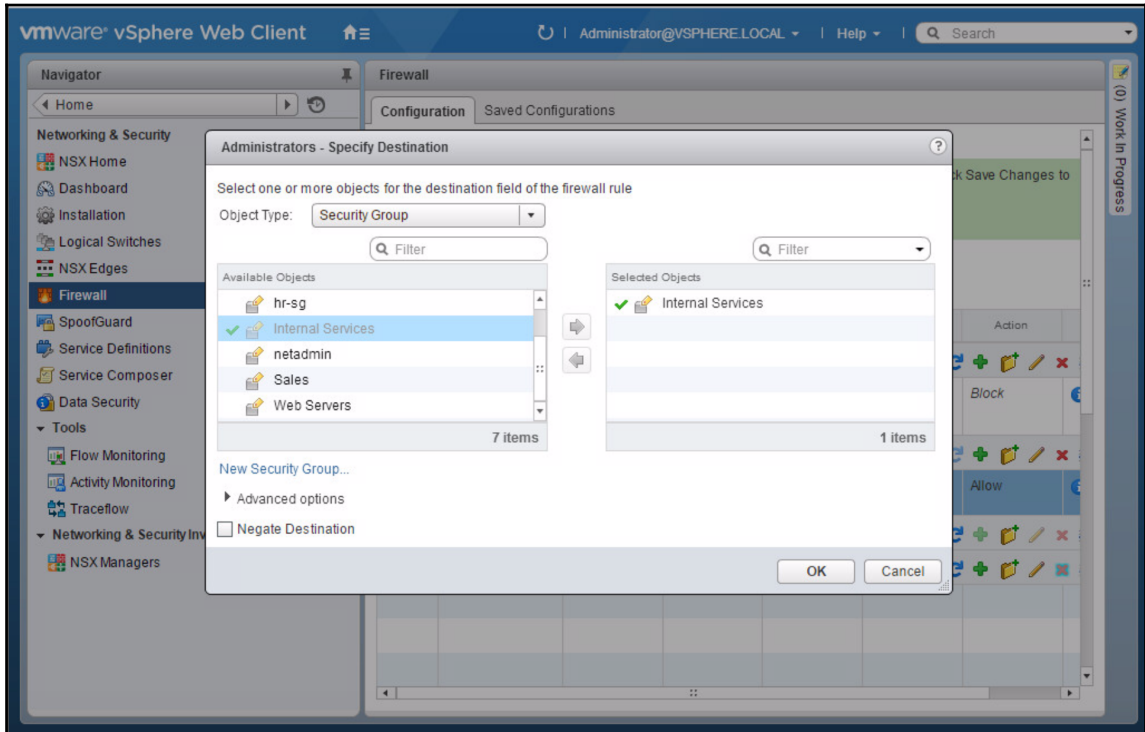 vmware® vSphere Web Client
Administrator@VSPHERE.LOCAL
Help
Search
Navigator
Home
Networking & Security
NSX Home
Dashboard
Installation
Logical Switches
NSX Edges
Firewall
SpoofGuard
Service Definitions
Service Composer
Data Security
Tools
Flow Monitoring
Activity Monitoring
Traceflow
Networking & Security Inv
NSX Managers
Firewall
Configuration
Saved Configurations
k Save Changes to
Action
Block
Allow
(0) Work In Progress
Administrators - Specify Destination
?
Select one or more objects for the destination field of the firewall rule
Object Type: Security Group
Filter
Available Objects
hr-sg
Internal Services
netadmin
Sales
Web Servers
7 items
Filter
Selected Objects
Internal Services
1 items
New Security Group...
Advanced options
Negate Destination
OK
Cancel